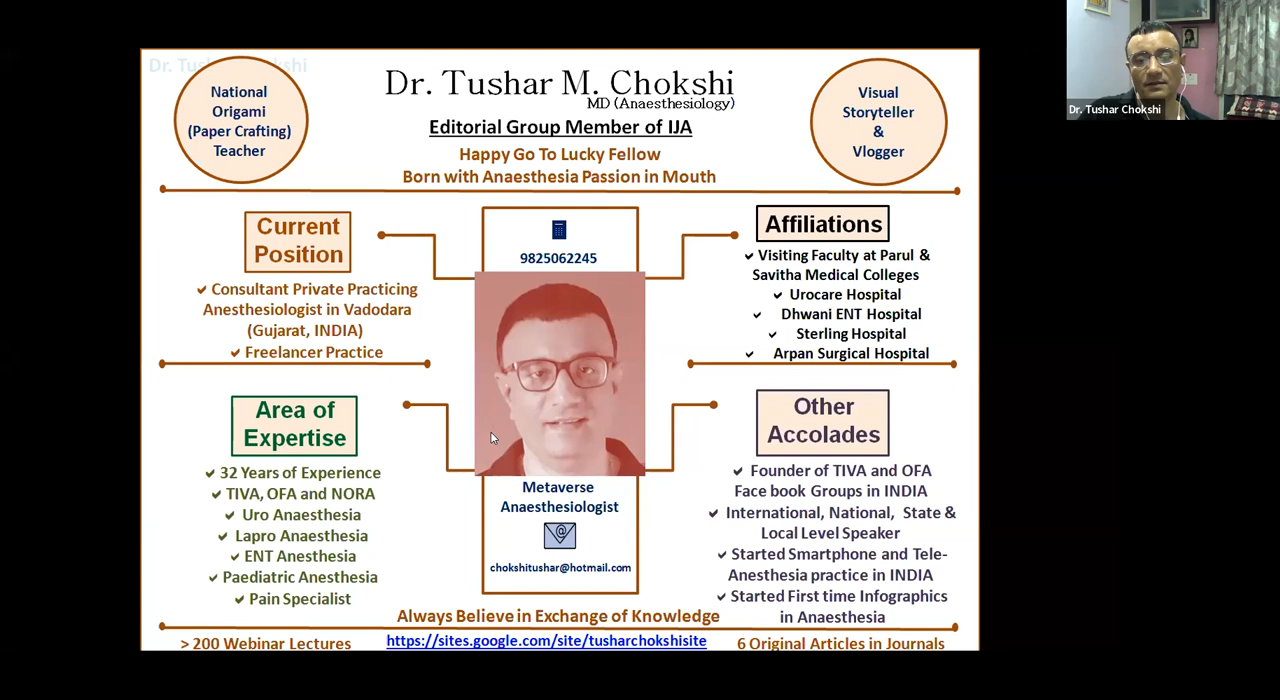 Dr. Tushar Chokshi
National
Origami
(Paper Crafting)
Teacher
Dr. Tushar M. Chokshi
MD (Anaesthesiology)
Editorial Group Member of IJA
Happy Go To Lucky Fellow
Born with Anaesthesia Passion in Mouth
Visual
Storyteller
&
Vlogger
Dr. Tushar Chokshi
Current
Position
✓ Consultant Private Practicing
Anesthesiologist in Vadodara
(Gujarat, INDIA)
✓ Freelancer Practice
9825062245
Affiliations
✓ Visiting Faculty at Parul &
Savitha Medical Colleges
✓ Urocare Hospital
✓ Dhwani ENT Hospital
✓ Sterling Hospital
✓ Arpan Surgical Hospital
Area of
Expertise
✓ 32 Years of Experience
✓ TIVA, OFA and NORA
✓ Uro Anaesthesia
✓ Lapro Anaesthesia
✓ ENT Anesthesia
✓ Paediatric Anesthesia
✓ Pain Specialist
Metaverse
Anaesthesiologist
@
chokshitushar@hotmail.com
Other
Accolades
✓ Founder of TIVA and OFA
Face book Groups in INDIA
✓ International, National, State &
Local Level Speaker
✓ Started Smartphone and Tele-
Anesthesia practice in INDIA
✓ Started First time Infographics
in Anaesthesia
Always Believe in Exchange of Knowledge
> 200 Webinar Lectures
https://sites.google.com/site/tusharchokshisite
6 Original Articles in Journals